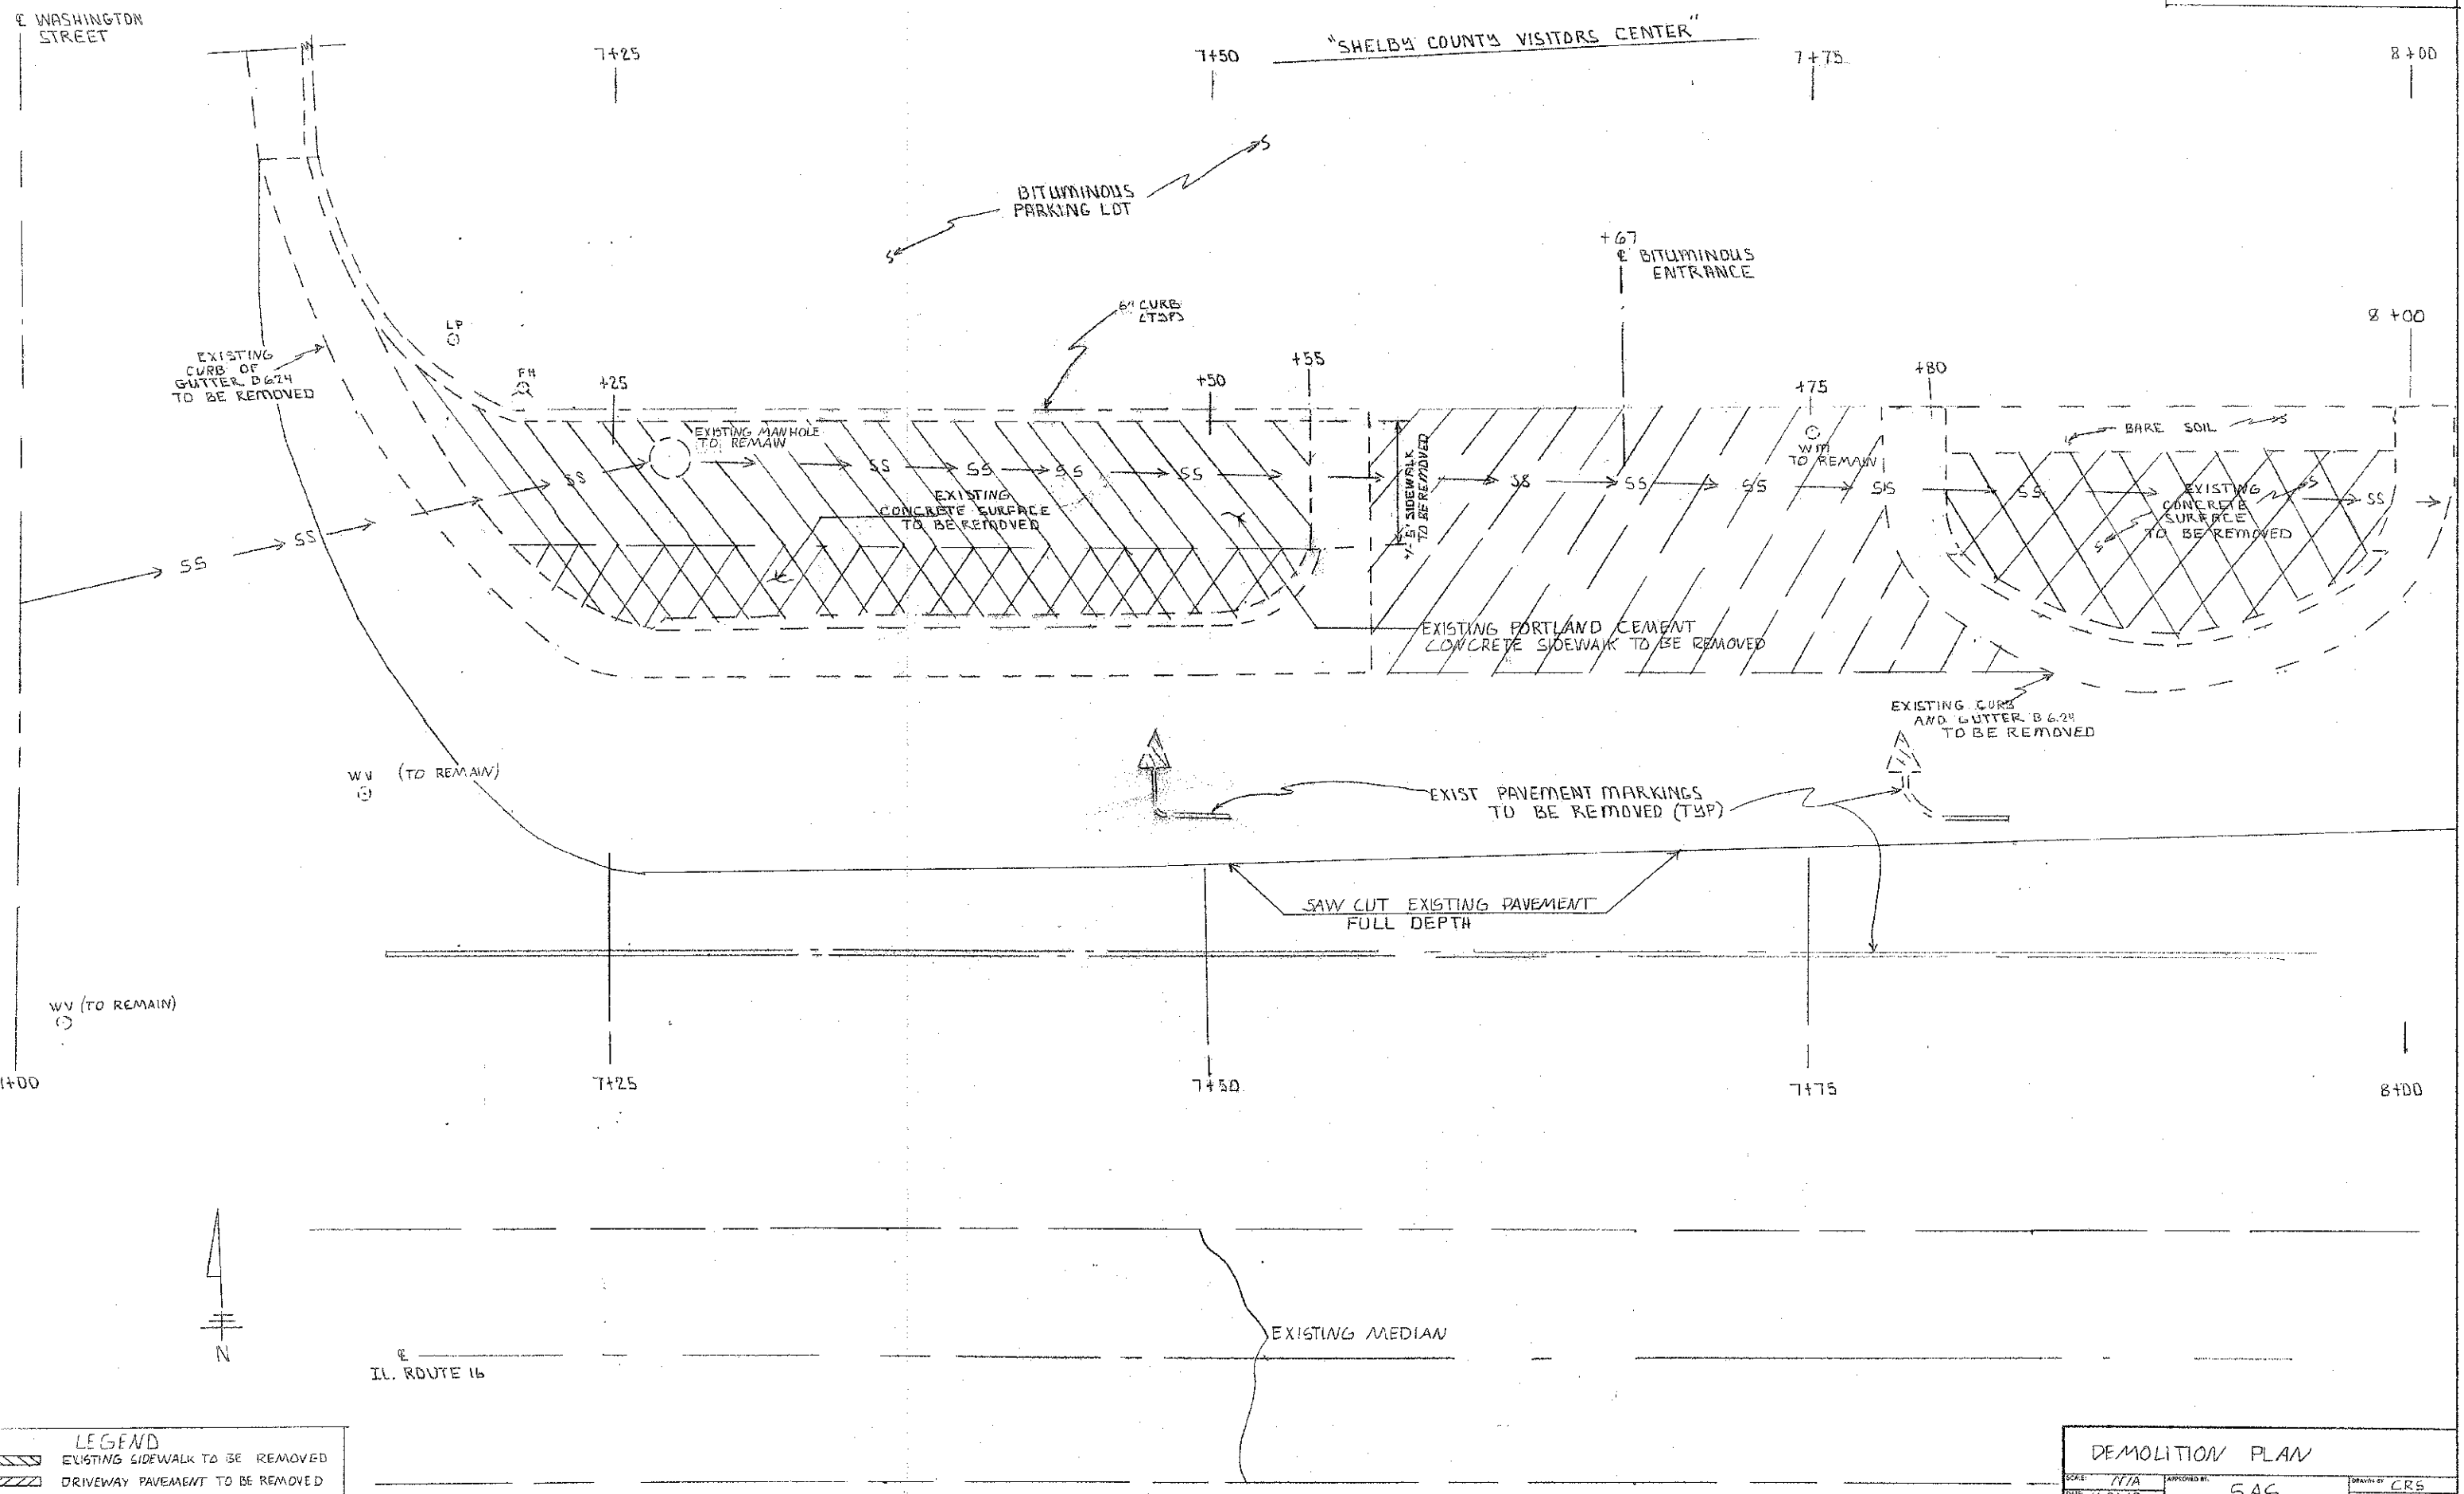 ℄ WASHINGTON
STREET
7+25
7+50
"SHELBY COUNTY VISITORS CENTER"
7+75
8+00
BITUMINOUS
PARKING LOT
+67
℄ BITUMINOUS
ENTRANCE
6" CURB
(TYP)
8+00
LP
EXISTING
CURB OF
GUTTER B6.24
TO BE REMOVED
FH
+25
+50
+55
+75
+80
EXISTING MANHOLE
TO REMAIN
+/- 5' SIDEWALK
TO BE REMOVED
WM
TO REMAIN
BARE SOIL
SS SS SS SS SS SS SS SS SS SS SS SS
EXISTING
CONCRETE SURFACE
TO BE REMOVED
EXISTING
CONCRETE
SURFACE
TO BE REMOVED
SS
EXISTING PORTLAND CEMENT
CONCRETE SIDEWALK TO BE REMOVED
EXISTING CURB
AND GUTTER B6.24
TO BE REMOVED
WV (TO REMAIN)
EXIST PAVEMENT MARKINGS
TO BE REMOVED (TYP)
SAW CUT EXISTING PAVEMENT
FULL DEPTH
WV (TO REMAIN)
+00
7+25
7+50
7+75
8+00
N
℄
IL. ROUTE 16
EXISTING MEDIAN
LEGEND
EXISTING SIDEWALK TO BE REMOVED
DRIVEWAY PAVEMENT TO BE REMOVED
DEMOLITION PLAN
SCALE: N/A
APPROVED BY:
DRAWN BY CRS